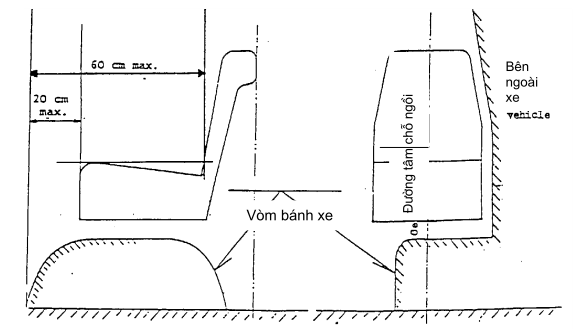 60 cm max.
20 cm
max.
Bên
ngoài
xe
vehicle
Đường tâm chỗ ngồi
Vòm bánh xe